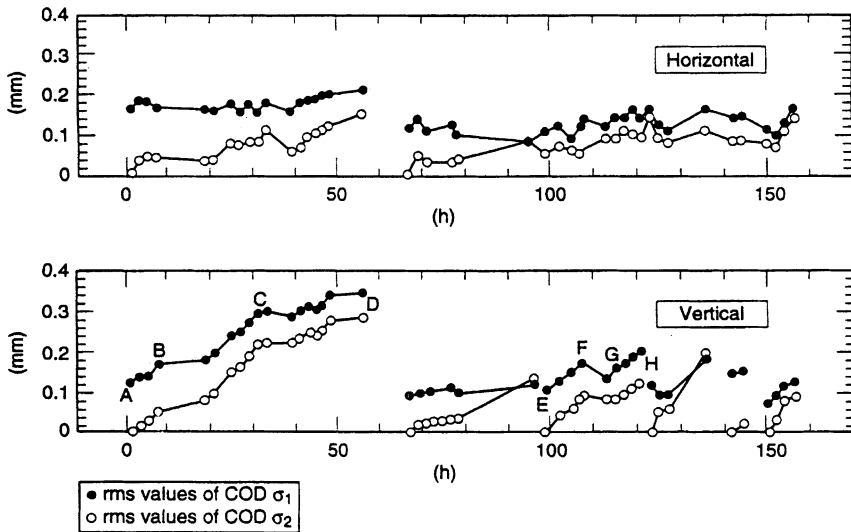 0.4
0.3
0.2
0.1
0
(mm)
Horizontal
0 50 100 150
(h)
0.4
0.3
0.2
0.1
0
(mm)
Vertical
A B C D E F G H
0 50 100 150
(h)
● rms values of COD σ₁
○ rms values of COD σ₂